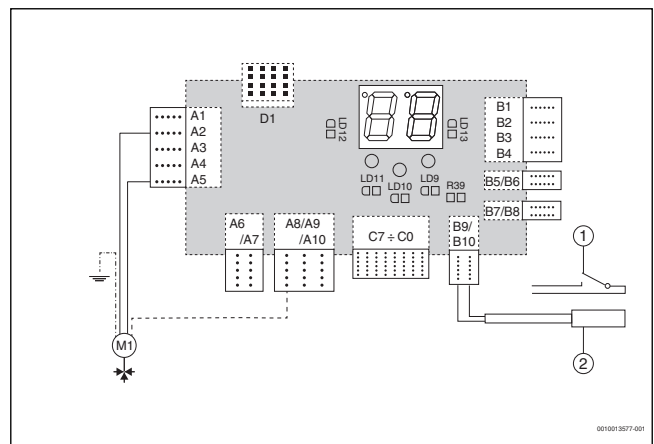 A1
A2
A3
A4
A5
D1
LD12
88
LD13
LD11
LD10
LD9
R39
B1
B2
B3
B4
B5/B6
B7/B8
A6
/A7
A8/A9
/A10
C7÷C0
B9/
B10
1
2
M1
0010013577-001